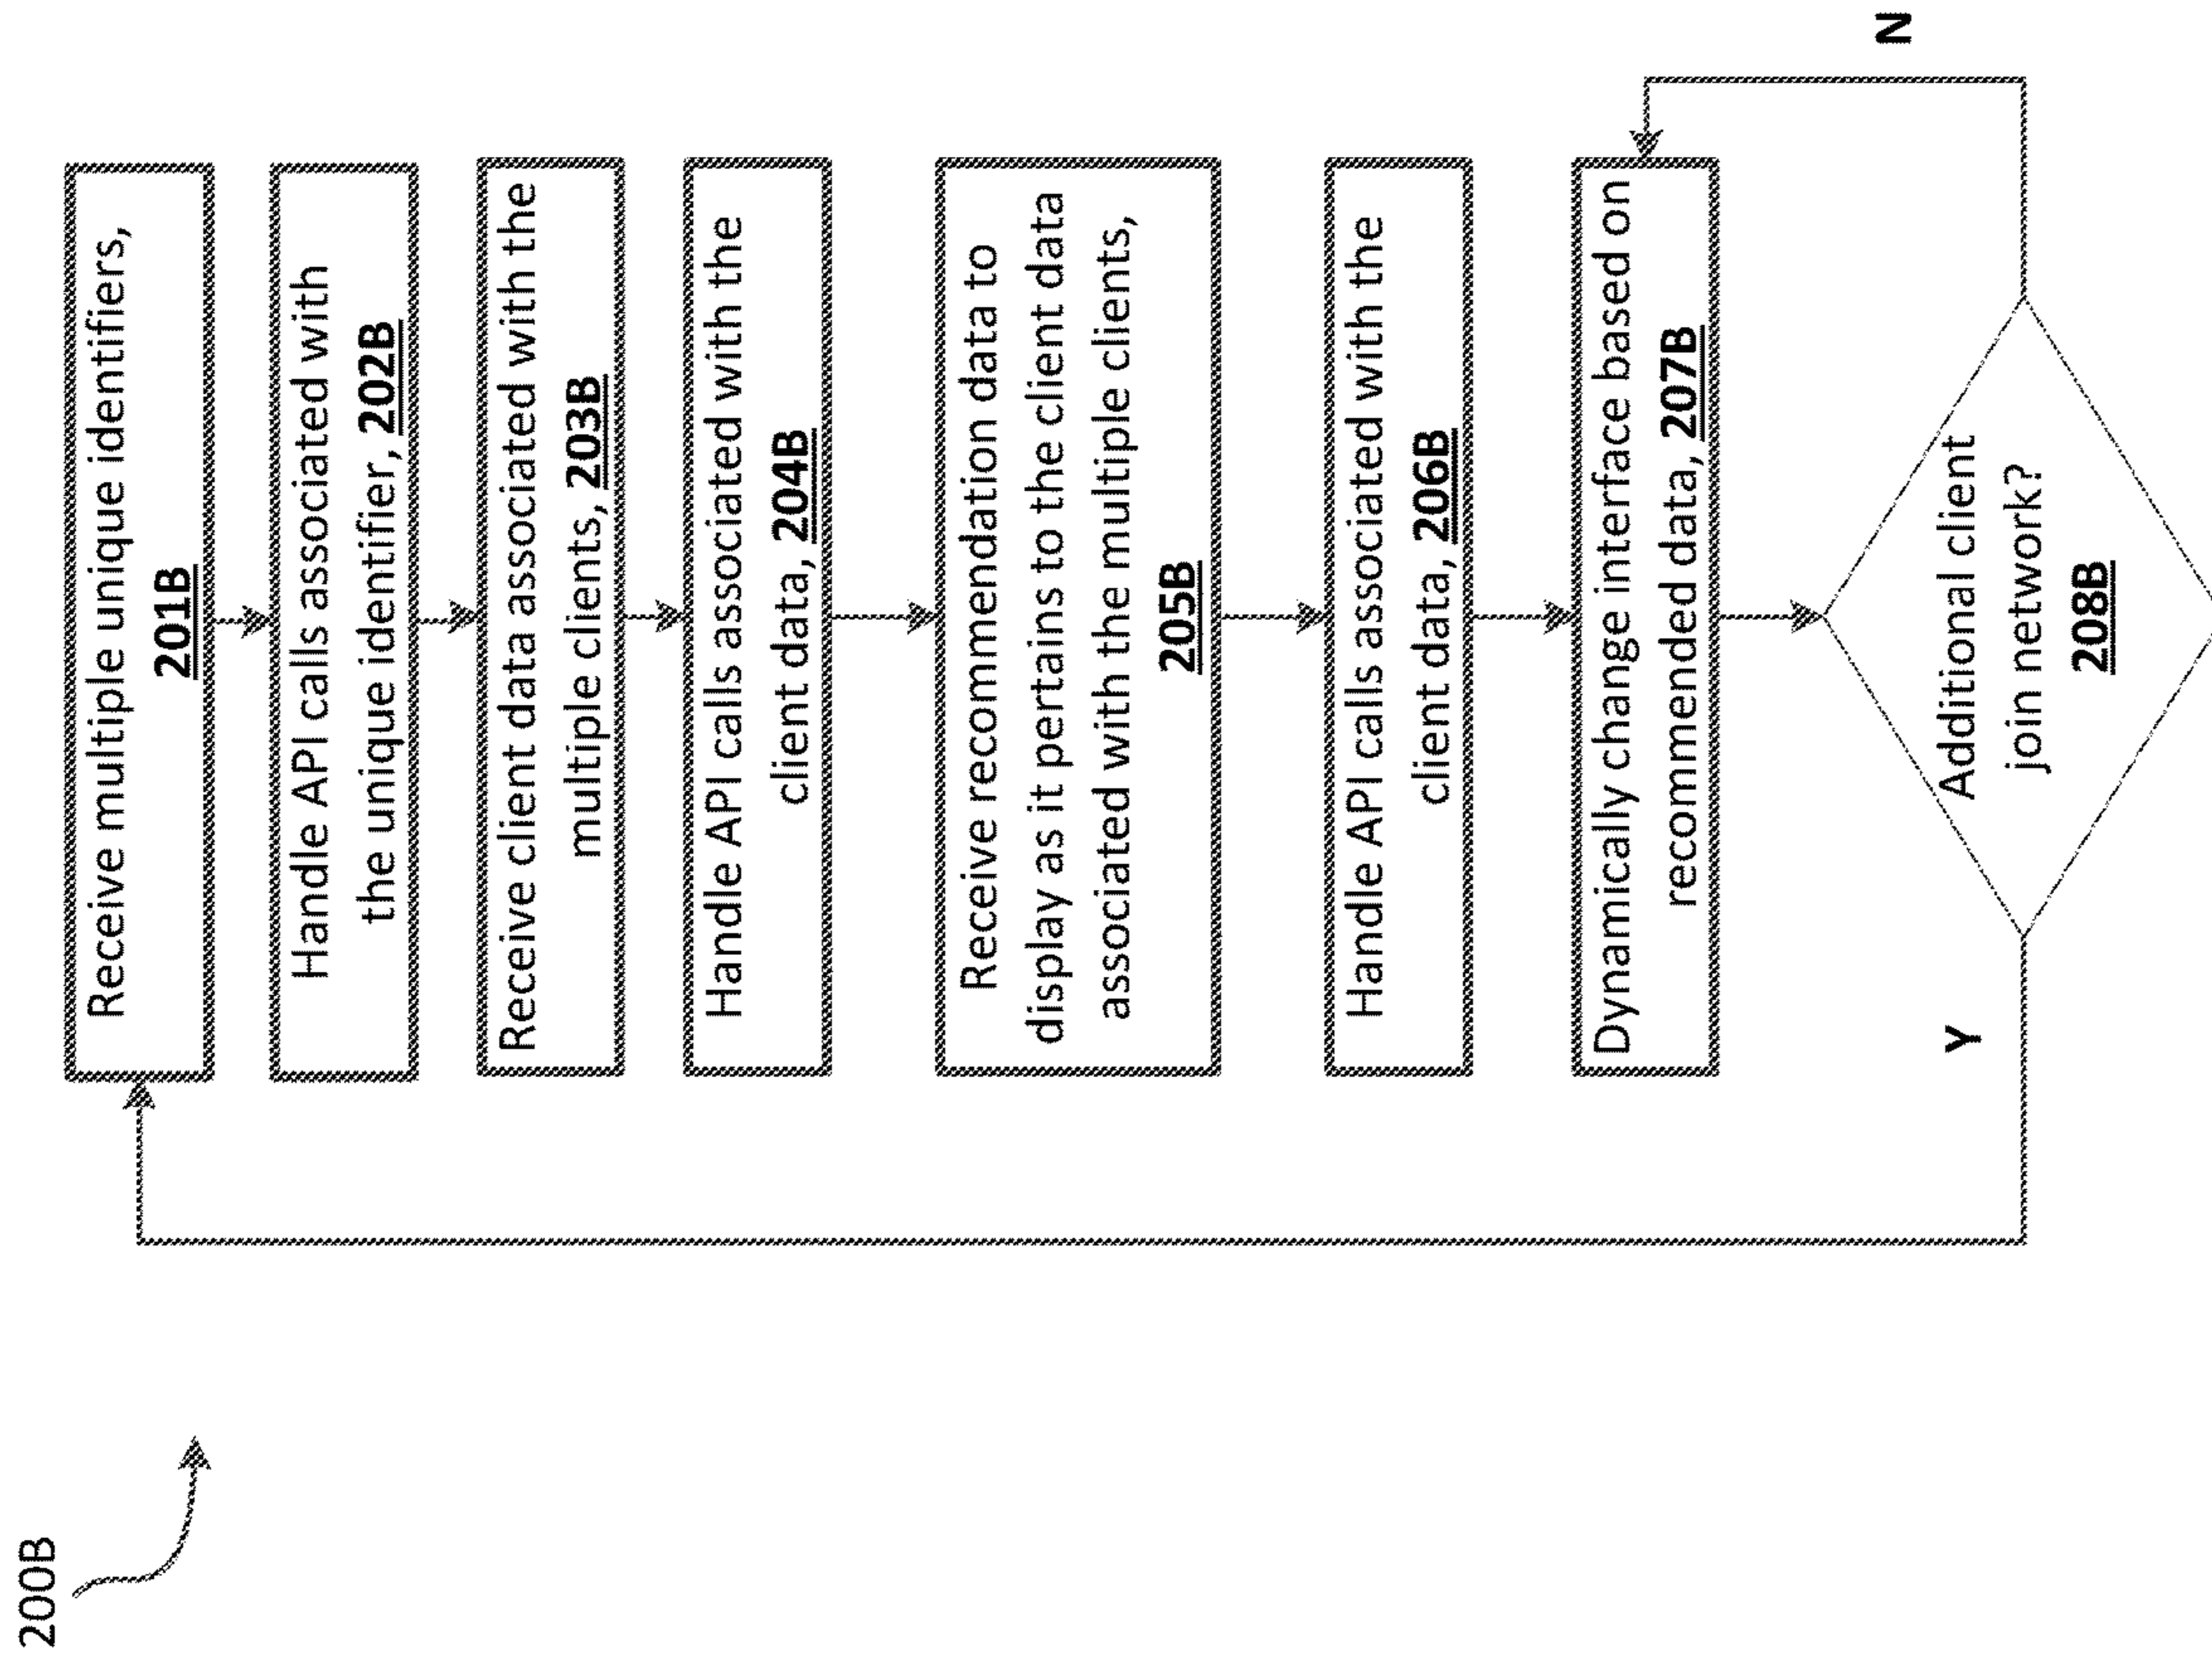 200B
Receive multiple unique identifiers,
201B
Handle API calls associated with
the unique identifier, 202B
Receive client data associated with the
multiple clients, 203B
Handle API calls associated with the
client data, 204B
Receive recommendation data to
display as it pertains to the client data
associated with the multiple clients,
205B
Handle API calls associated with the
client data, 206B
Dynamically change interface based on
recommended data, 207B
Additional client
join network?
208B
Y
N